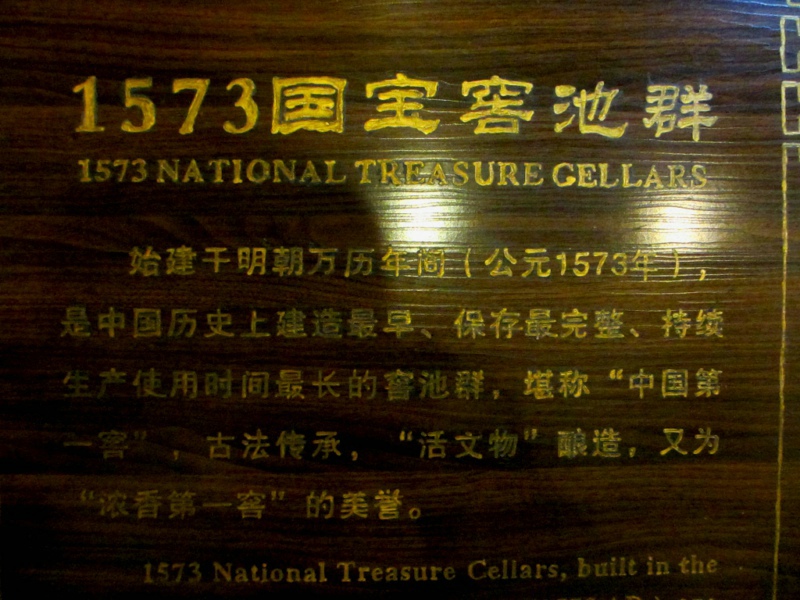 1573国宝窖池群
1573 NATIONAL TREASURE CELLARS
始建于明朝万历年间（公元1573年），
是中国历史上建造最早、保存最完整、持续
生产使用时间最长的窖池群，堪称“中国第
一窖”，古法传承，“活文物”酿造，又为
“浓香第一窖”的美誉。
1573 National Treasure Cellars, built in the